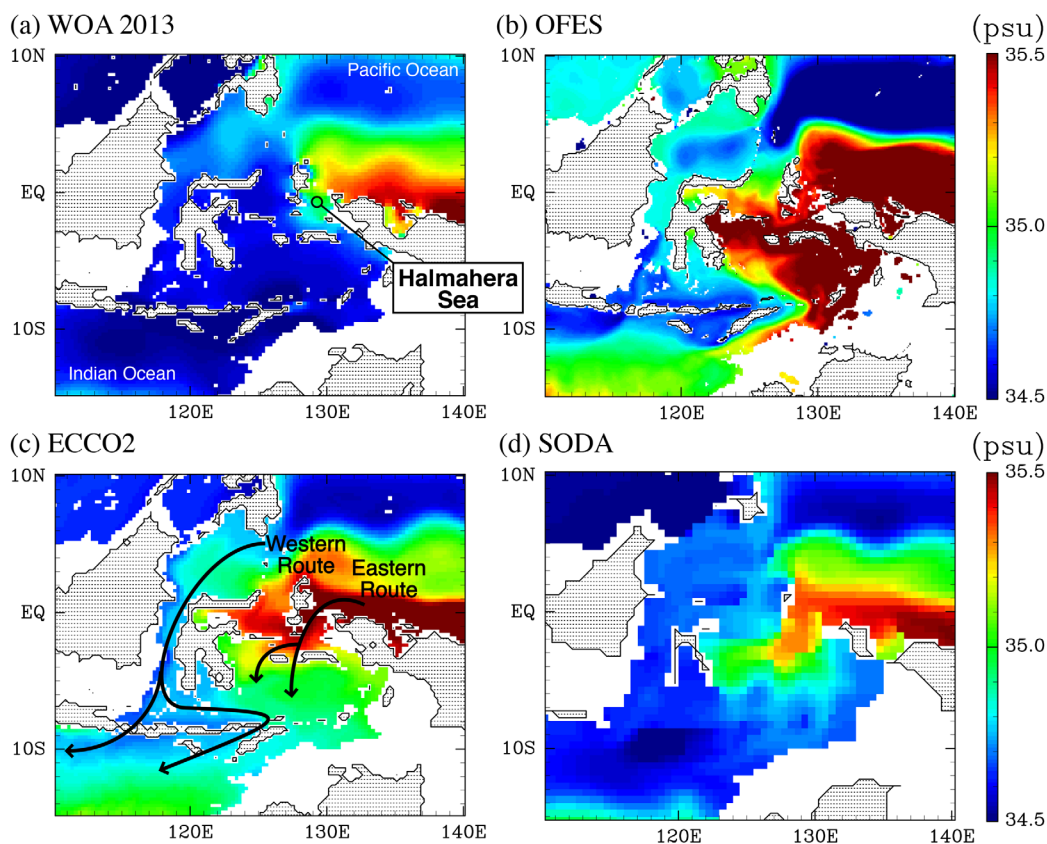 (a) WOA 2013
(b) OFES
(psu)
10N
EQ
10S
120E
130E
140E
Pacific Ocean
Indian Ocean
Halmahera
Sea
10N
EQ
10S
120E
130E
140E
35.5
35.0
34.5
(c) ECCO2
(d) SODA
(psu)
10N
EQ
10S
120E
130E
140E
Western
Route
Eastern
Route
10N
EQ
10S
120E
130E
140E
35.5
35.0
34.5